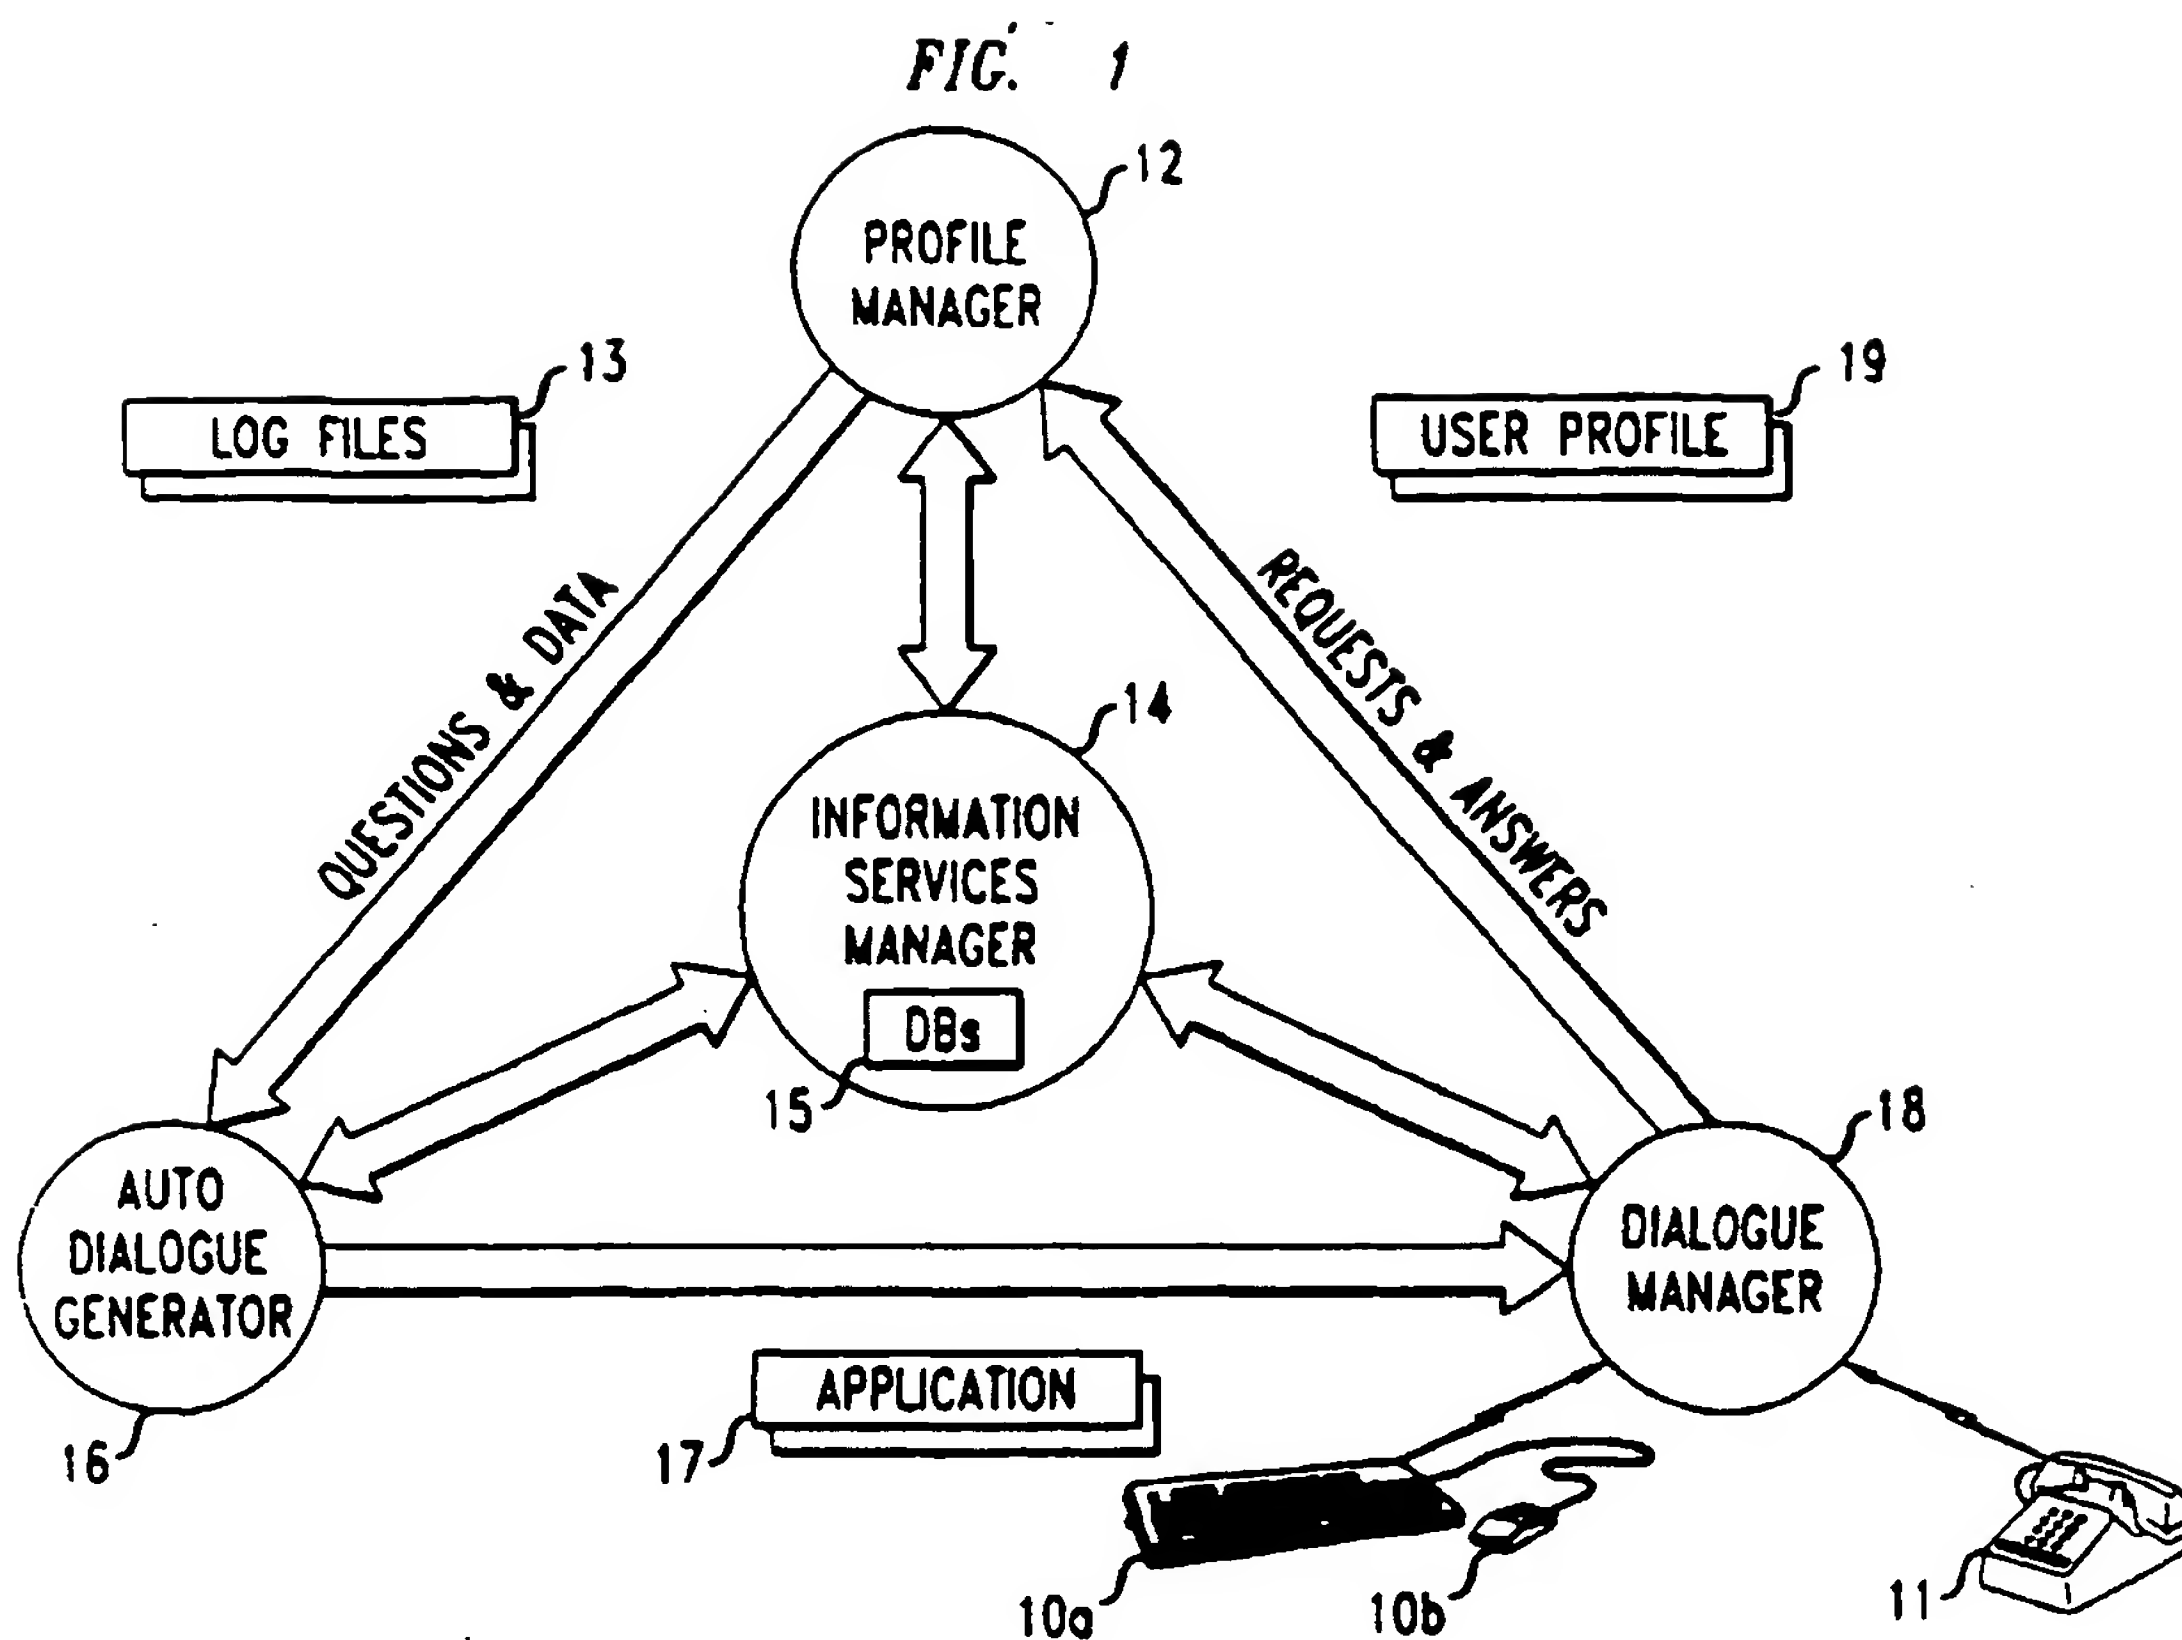 FIG. 1
12
PROFILE
MANAGER
13
LOG FILES
19
USER PROFILE
QUESTIONS & DATA
REQUESTS & ANSWERS
14
INFORMATION
SERVICES
MANAGER
DBs
15
18
AUTO
DIALOGUE
GENERATOR
DIALOGUE
MANAGER
APPLICATION
16
17
10a
10b
11